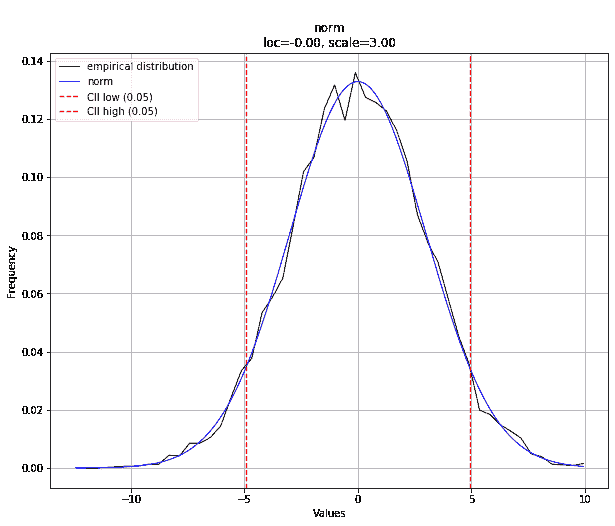 norm
loc=-0.00, scale=3.00
0.14
0.12
0.10
0.08
0.06
0.04
0.02
0.00
Frequency
empirical distribution
norm
CII low (0.05)
CII high (0.05)
−10
−5
0
5
10
Values